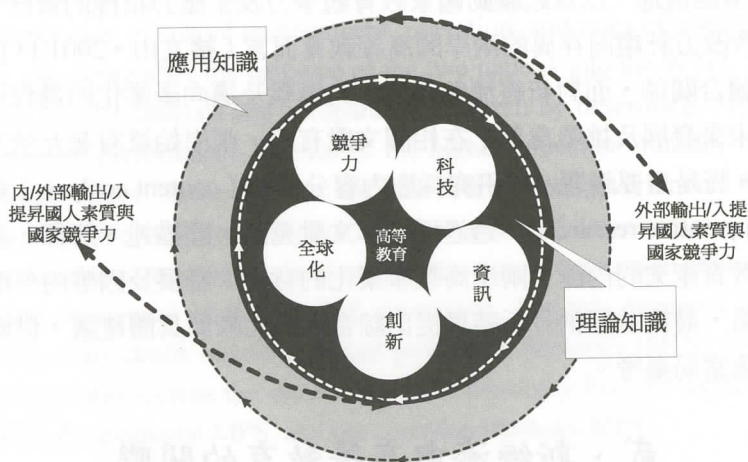 應用知識
競爭
力
科
技
內/外部輸出/入
提昇國人素質與
國家競爭力
全球
化
高等
教育
外部輸出/入提
昇國人素質與
國家競爭力
資
訊
理論知識
創
新